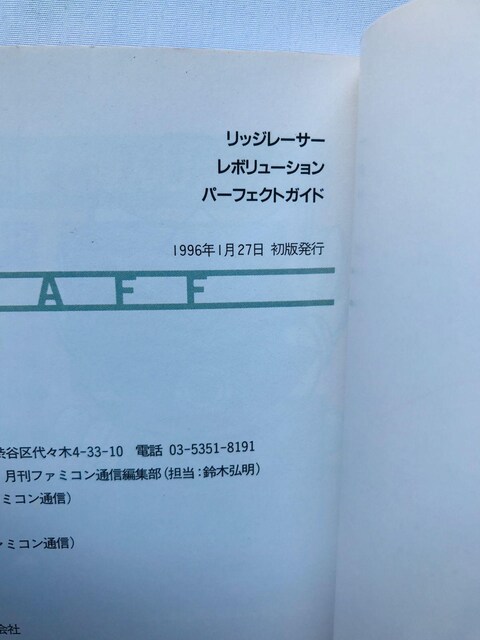 リッジレーサー
レボリューション
パーフェクトガイド
1996年1月27日 初版発行
AFF
渋谷区代々木4-33-10 電話 03-5351-8191
月刊ファミコン通信編集部(担当:鈴木弘明)
ミコン通信)
ァミコン通信)
会社